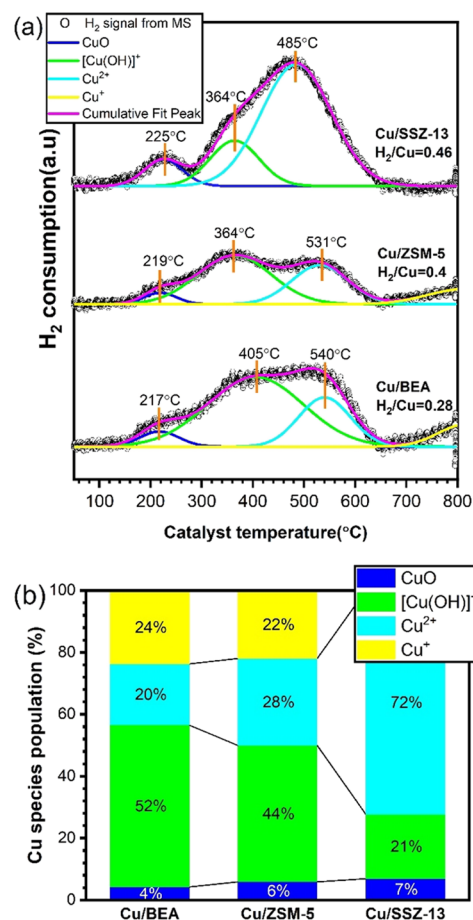 (a)
H₂ signal from MS
CuO
[Cu(OH)]⁺
Cu²⁺
Cu⁺
Cumulative Fit Peak
485°C
364°C
225°C
Cu/SSZ-13
H₂/Cu=0.46
364°C
531°C
219°C
Cu/ZSM-5
H₂/Cu=0.4
405°C
540°C
217°C
Cu/BEA
H₂/Cu=0.28
H₂ consumption(a.u)
100 200 300 400 500 600 700 800
Catalyst temperature(°C)
(b)
CuO
[Cu(OH)]⁺
Cu²⁺
Cu⁺
100
80
60
40
20
0
Cu species population (%)
24% 22%
20% 28% 72%
52% 44% 21%
4% 6% 7%
Cu/BEA Cu/ZSM-5 Cu/SSZ-13